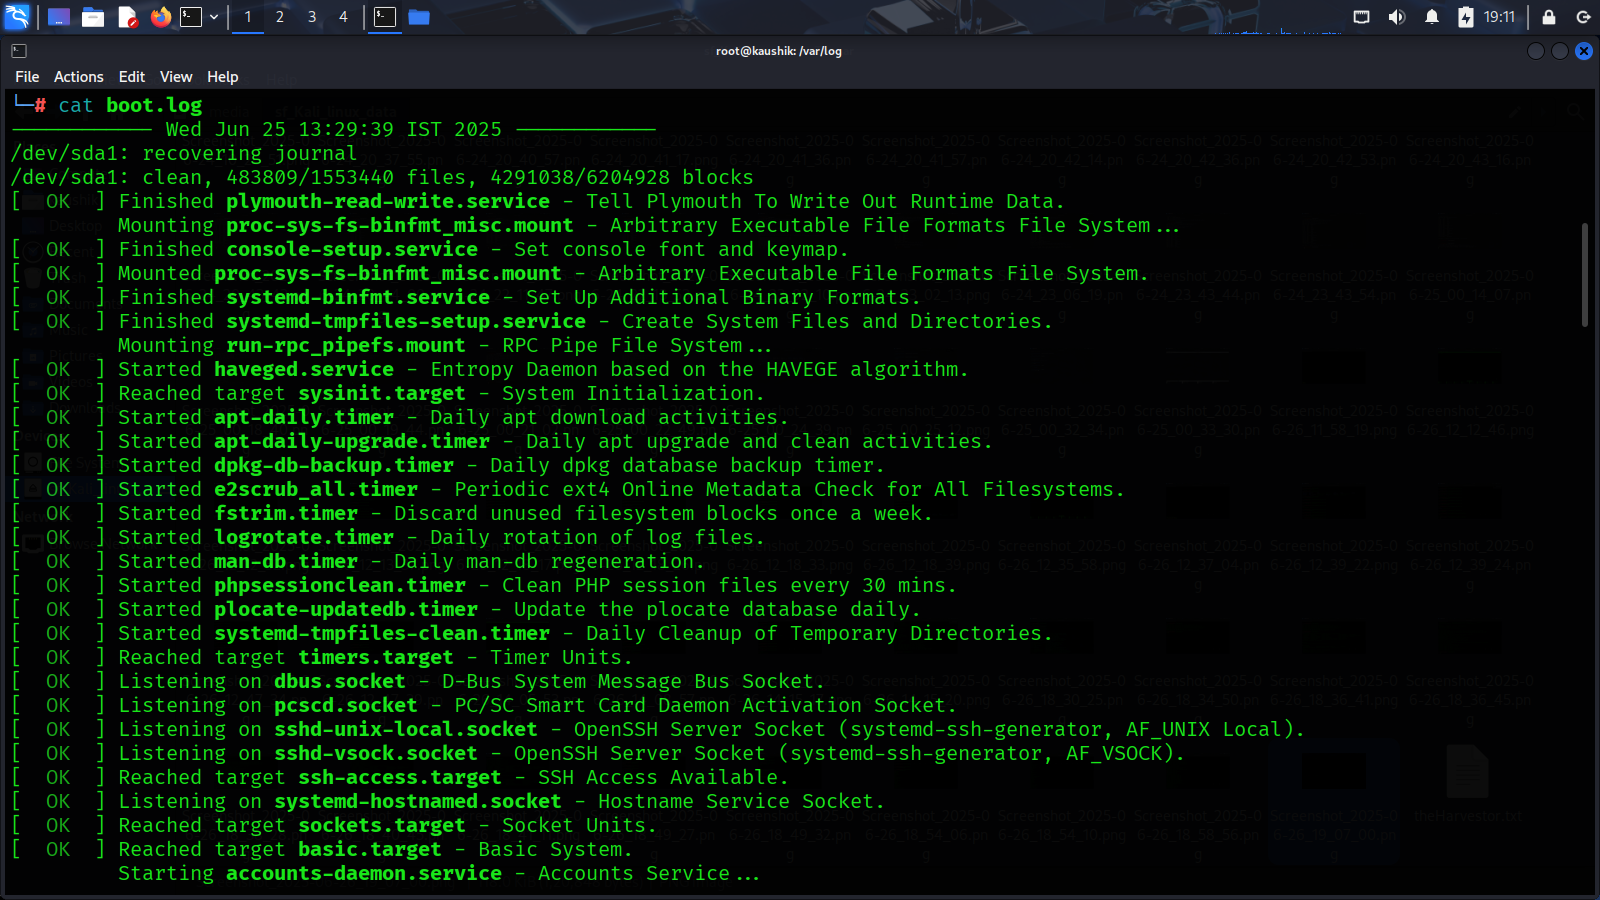 1 2 3 4 19:11
root@kaushik: /var/log
File Actions Edit View Help
└─# cat boot.log
------------ Wed Jun 25 13:29:39 IST 2025 ------------
/dev/sda1: recovering journal
/dev/sda1: clean, 483809/1553440 files, 4291038/6204928 blocks
[  OK  ] Finished plymouth-read-write.service - Tell Plymouth To Write Out Runtime Data.
Mounting proc-sys-fs-binfmt_misc.mount - Arbitrary Executable File Formats File System...
[  OK  ] Finished console-setup.service - Set console font and keymap.
[  OK  ] Mounted proc-sys-fs-binfmt_misc.mount - Arbitrary Executable File Formats File System.
[  OK  ] Finished systemd-binfmt.service - Set Up Additional Binary Formats.
[  OK  ] Finished systemd-tmpfiles-setup.service - Create System Files and Directories.
Mounting run-rpc_pipefs.mount - RPC Pipe File System...
[  OK  ] Started haveged.service - Entropy Daemon based on the HAVEGE algorithm.
[  OK  ] Reached target sysinit.target - System Initialization.
[  OK  ] Started apt-daily.timer - Daily apt download activities.
[  OK  ] Started apt-daily-upgrade.timer - Daily apt upgrade and clean activities.
[  OK  ] Started dpkg-db-backup.timer - Daily dpkg database backup timer.
[  OK  ] Started e2scrub_all.timer - Periodic ext4 Online Metadata Check for All Filesystems.
[  OK  ] Started fstrim.timer - Discard unused filesystem blocks once a week.
[  OK  ] Started logrotate.timer - Daily rotation of log files.
[  OK  ] Started man-db.timer - Daily man-db regeneration.
[  OK  ] Started phpsessionclean.timer - Clean PHP session files every 30 mins.
[  OK  ] Started plocate-updatedb.timer - Update the plocate database daily.
[  OK  ] Started systemd-tmpfiles-clean.timer - Daily Cleanup of Temporary Directories.
[  OK  ] Reached target timers.target - Timer Units.
[  OK  ] Listening on dbus.socket - D-Bus System Message Bus Socket.
[  OK  ] Listening on pcscd.socket - PC/SC Smart Card Daemon Activation Socket.
[  OK  ] Listening on sshd-unix-local.socket - OpenSSH Server Socket (systemd-ssh-generator, AF_UNIX Local).
[  OK  ] Listening on sshd-vsock.socket - OpenSSH Server Socket (systemd-ssh-generator, AF_VSOCK).
[  OK  ] Reached target ssh-access.target - SSH Access Available.
[  OK  ] Listening on systemd-hostnamed.socket - Hostname Service Socket.
[  OK  ] Reached target sockets.target - Socket Units.
[  OK  ] Reached target basic.target - Basic System.
Starting accounts-daemon.service - Accounts Service...